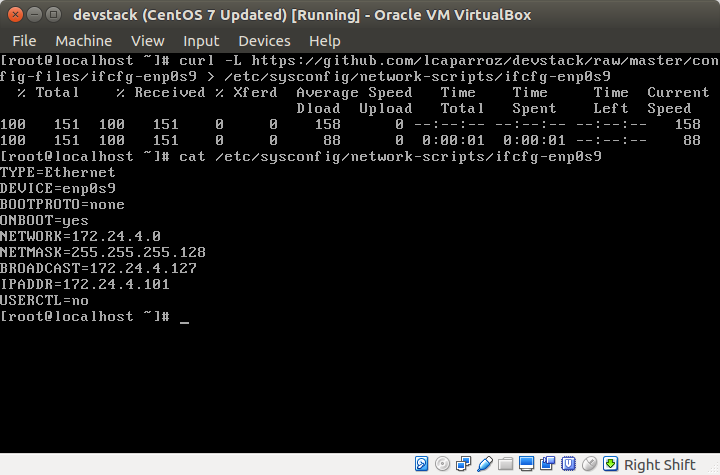 devstack (CentOS 7 Updated) [Running] - Oracle VM VirtualBox
File Machine View Input Devices Help
[root@localhost ~]# curl -L https://github.com/lcaparroz/devstack/raw/master/con
fig-files/ifcfg-enp0s9 > /etc/sysconfig/network-scripts/ifcfg-enp0s9
  % Total    % Received % Xferd  Average Speed   Time    Time     Time  Current
                                 Dload  Upload   Total   Spent    Left  Speed
100   151  100   151    0     0    158      0 --:--:-- --:--:-- --:--:--   158
100   151  100   151    0     0     88      0  0:00:01  0:00:01 --:--:--    88
[root@localhost ~]# cat /etc/sysconfig/network-scripts/ifcfg-enp0s9
TYPE=Ethernet
DEVICE=enp0s9
BOOTPROTO=none
ONBOOT=yes
NETWORK=172.24.4.0
NETMASK=255.255.255.128
BROADCAST=172.24.4.127
IPADDR=172.24.4.101
USERCTL=no
[root@localhost ~]# _
Right Shift